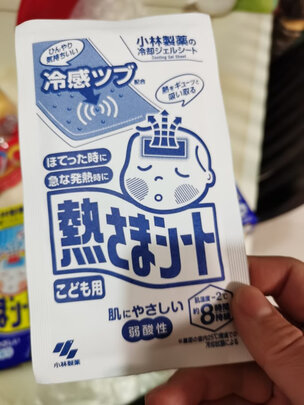 ひんやり
気持ちいい!
小林製薬の
冷却ジェルシート
Cooling Gel Sheet
冷感ツブ配合
熱をギューッと
吸い取る
ほてった時に
急な発熱時に
熱さまシート
こども用
肌にやさしい
弱酸性
肌温度−2℃
約8時間
持続
小林製薬